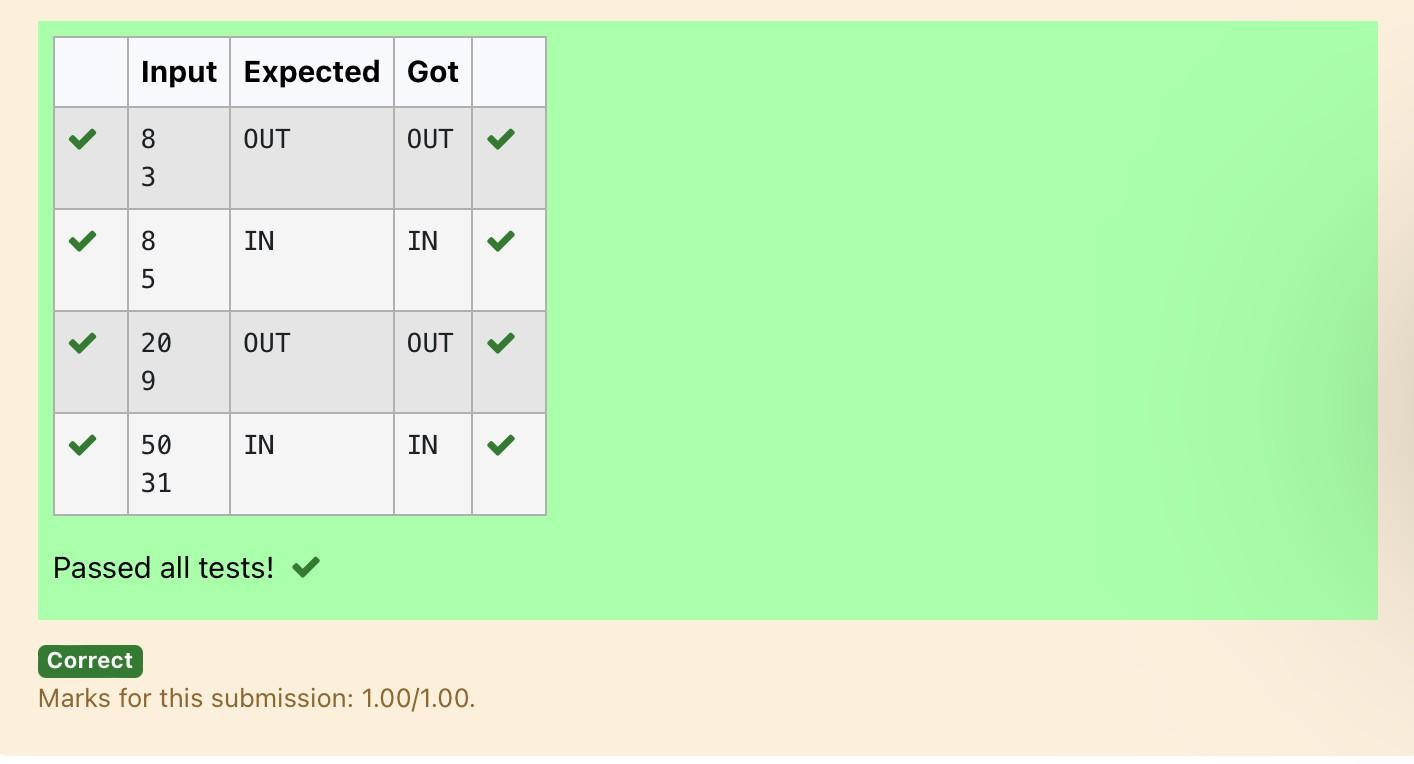 Input Expected Got
8 OUT OUT
3
8 IN IN
5
20 OUT OUT
9
50 IN IN
31
Passed all tests!
Correct
Marks for this submission: 1.00/1.00.